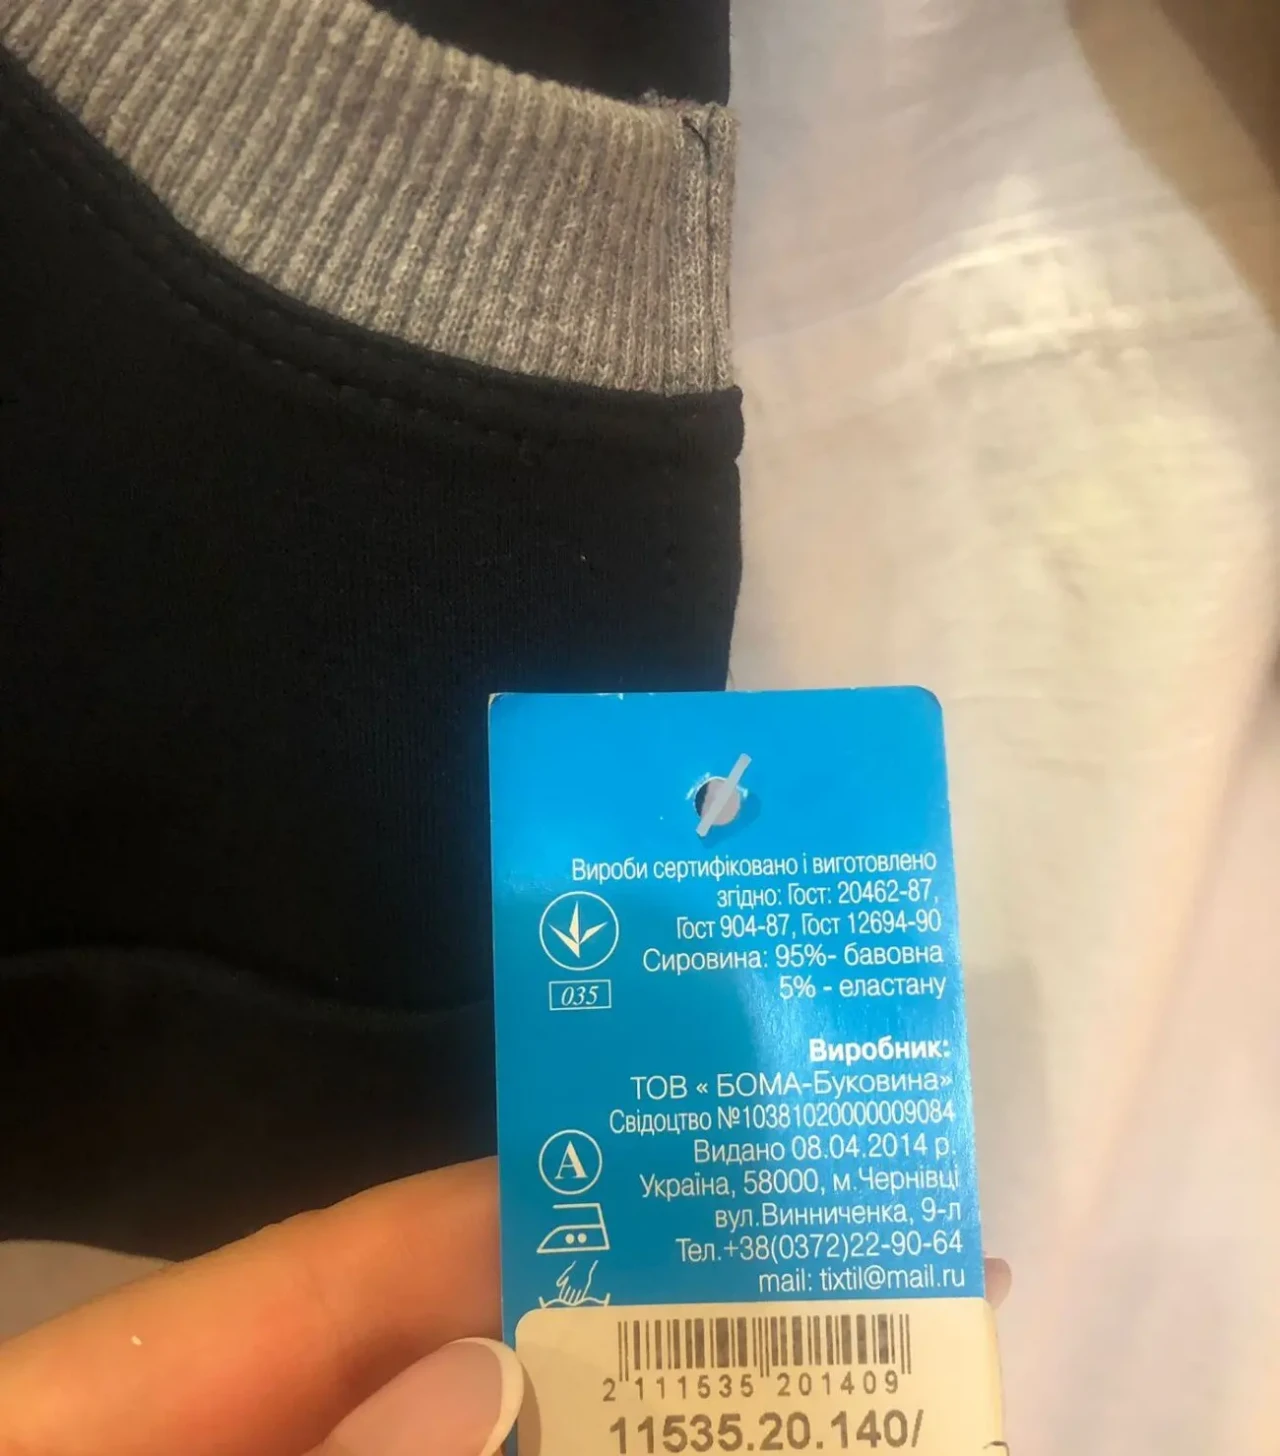 Вироби сертифіковано і виготовлено
згідно: Гост: 20462-87,
Гост 904-87, Гост 12694-90
Сировина: 95%- бавовна
5% - еластану
035
Виробник:
ТОВ « БОМА-Буковина»
Свідоцтво №10381020000009084
Видано 08.04.2014 р.
А
Україна, 58000, м.Чернівці
вул.Винниченка, 9-л
Тел.+38(0372)22-90-64
mail: tixtil@mail.ru
2 111535 201409
11535.20.140/